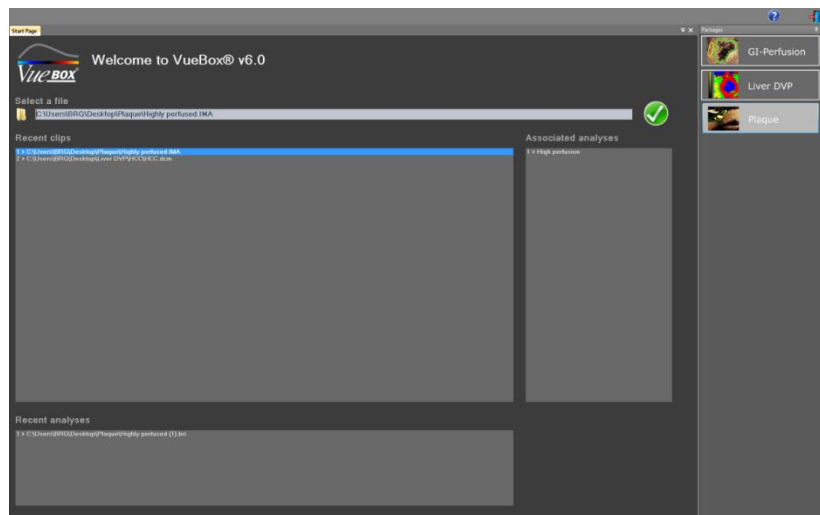 Start Page
Packages
VUEBOX
Welcome to VueBox® v6.0
Select a file
C:\Users\BRG\Desktop\Plaque\Highly perfused.IMA
Recent clips
1 > C:\Users\BRG\Desktop\Plaque\Highly perfused.IMA
2 > C:\Users\BRG\Desktop\Liver DVP\HCC\HCC.dcm
Associated analyses
1 > High perfusion
Recent analyses
1 > C:\Users\BRG\Desktop\Plaque\Highly perfused (1).bri
GI-Perfusion
Liver DVP
Plaque